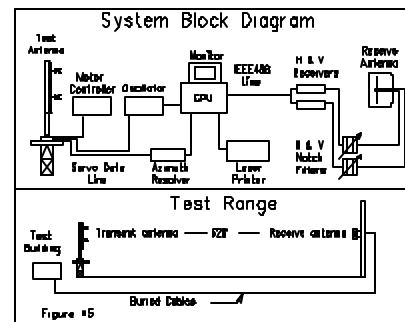 System Block Diagram
Test
Antenna
Monitor
H & V
Receivers
Receive
Antenna
Motor
Controller
Oscillator
CPU
IEEE488
Line
H & V
Notch
Filters
Servo Data
Line
Azimuth
Resolver
Laser
Printer
Test Range
Test
Building
Transmit antenna
Receive antenna
Buried Cables
Figure #5